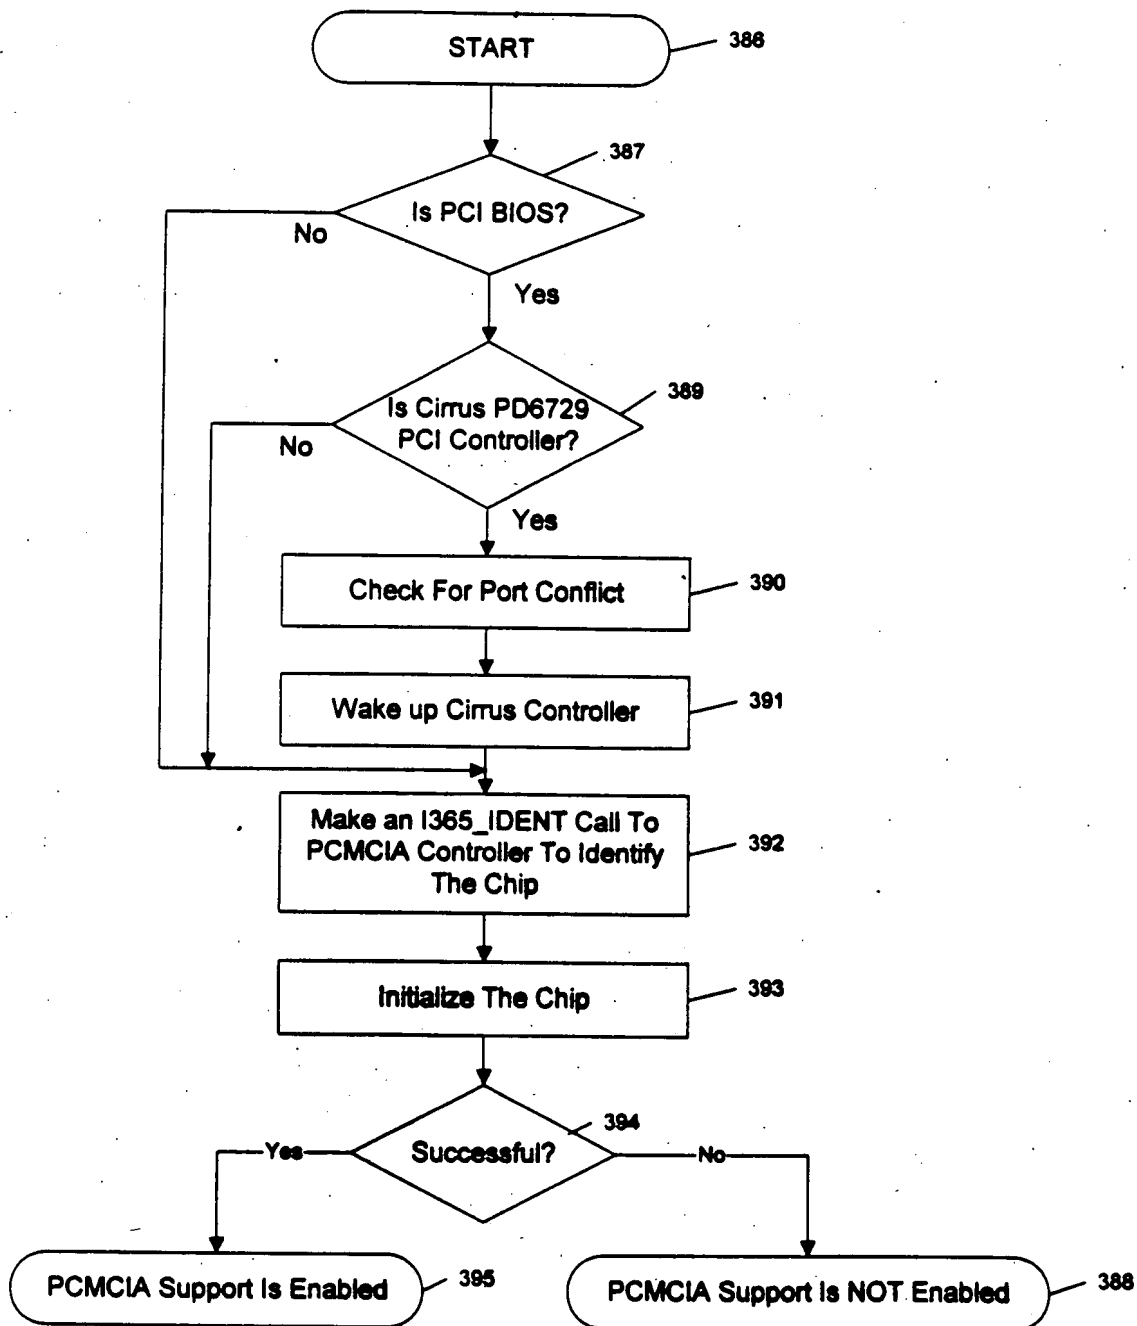 START
386
387
Is PCI BIOS?
No
Yes
389
Is Cirrus PD6729
PCI Controller?
No
Yes
Check For Port Conflict
390
Wake up Cirrus Controller
391
Make an I365_IDENT Call To
PCMCIA Controller To Identify
The Chip
392
Initialize The Chip
393
394
Successful?
Yes
No
PCMCIA Support Is Enabled
395
PCMCIA Support Is NOT Enabled
388